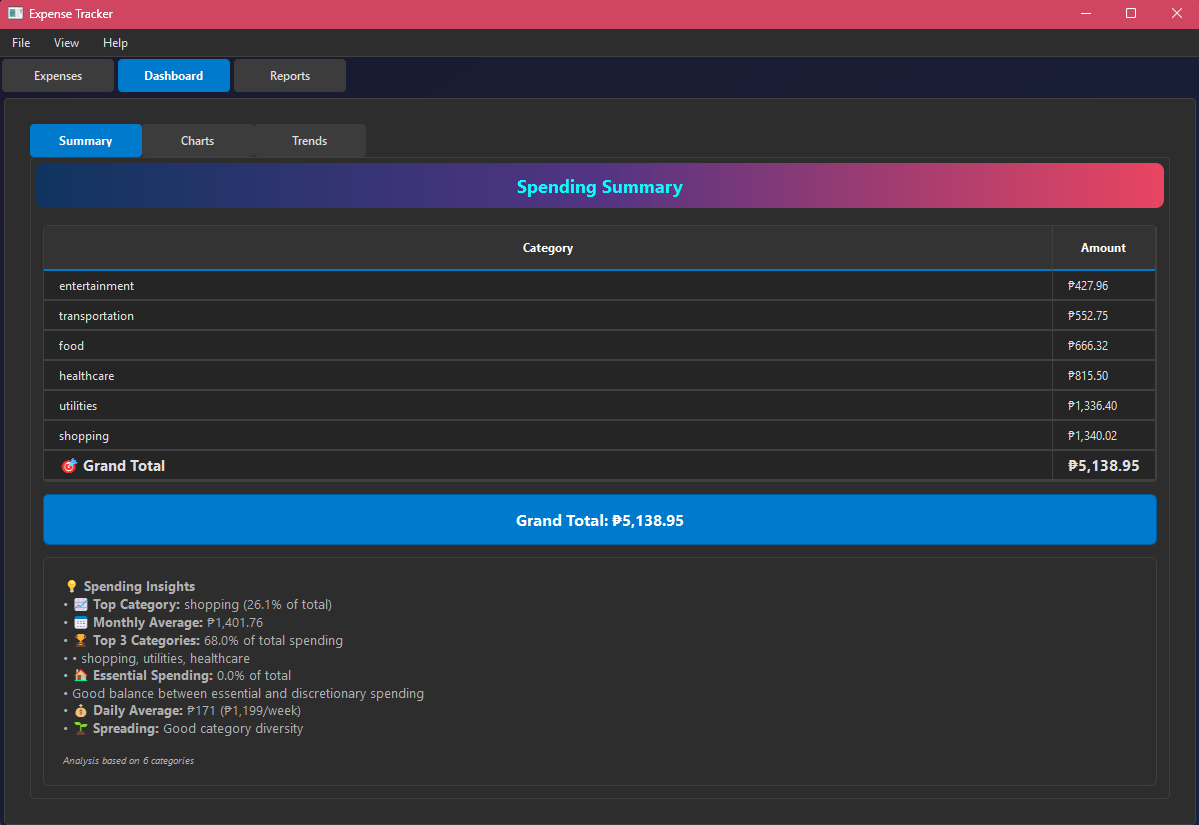 Expense Tracker
File View Help
Expenses Dashboard Reports
Summary Charts Trends
Spending Summary
Category Amount
entertainment ₱427.96
transportation ₱552.75
food ₱666.32
healthcare ₱815.50
utilities ₱1,336.40
shopping ₱1,340.02
🎯 Grand Total ₱5,138.95
Grand Total: ₱5,138.95
💡 Spending Insights
• 📈 Top Category: shopping (26.1% of total)
• 📅 Monthly Average: ₱1,401.76
• 🏆 Top 3 Categories: 68.0% of total spending
• • shopping, utilities, healthcare
• 🏠 Essential Spending: 0.0% of total
• Good balance between essential and discretionary spending
• 💰 Daily Average: ₱171 (₱1,199/week)
• 🌱 Spreading: Good category diversity
Analysis based on 6 categories